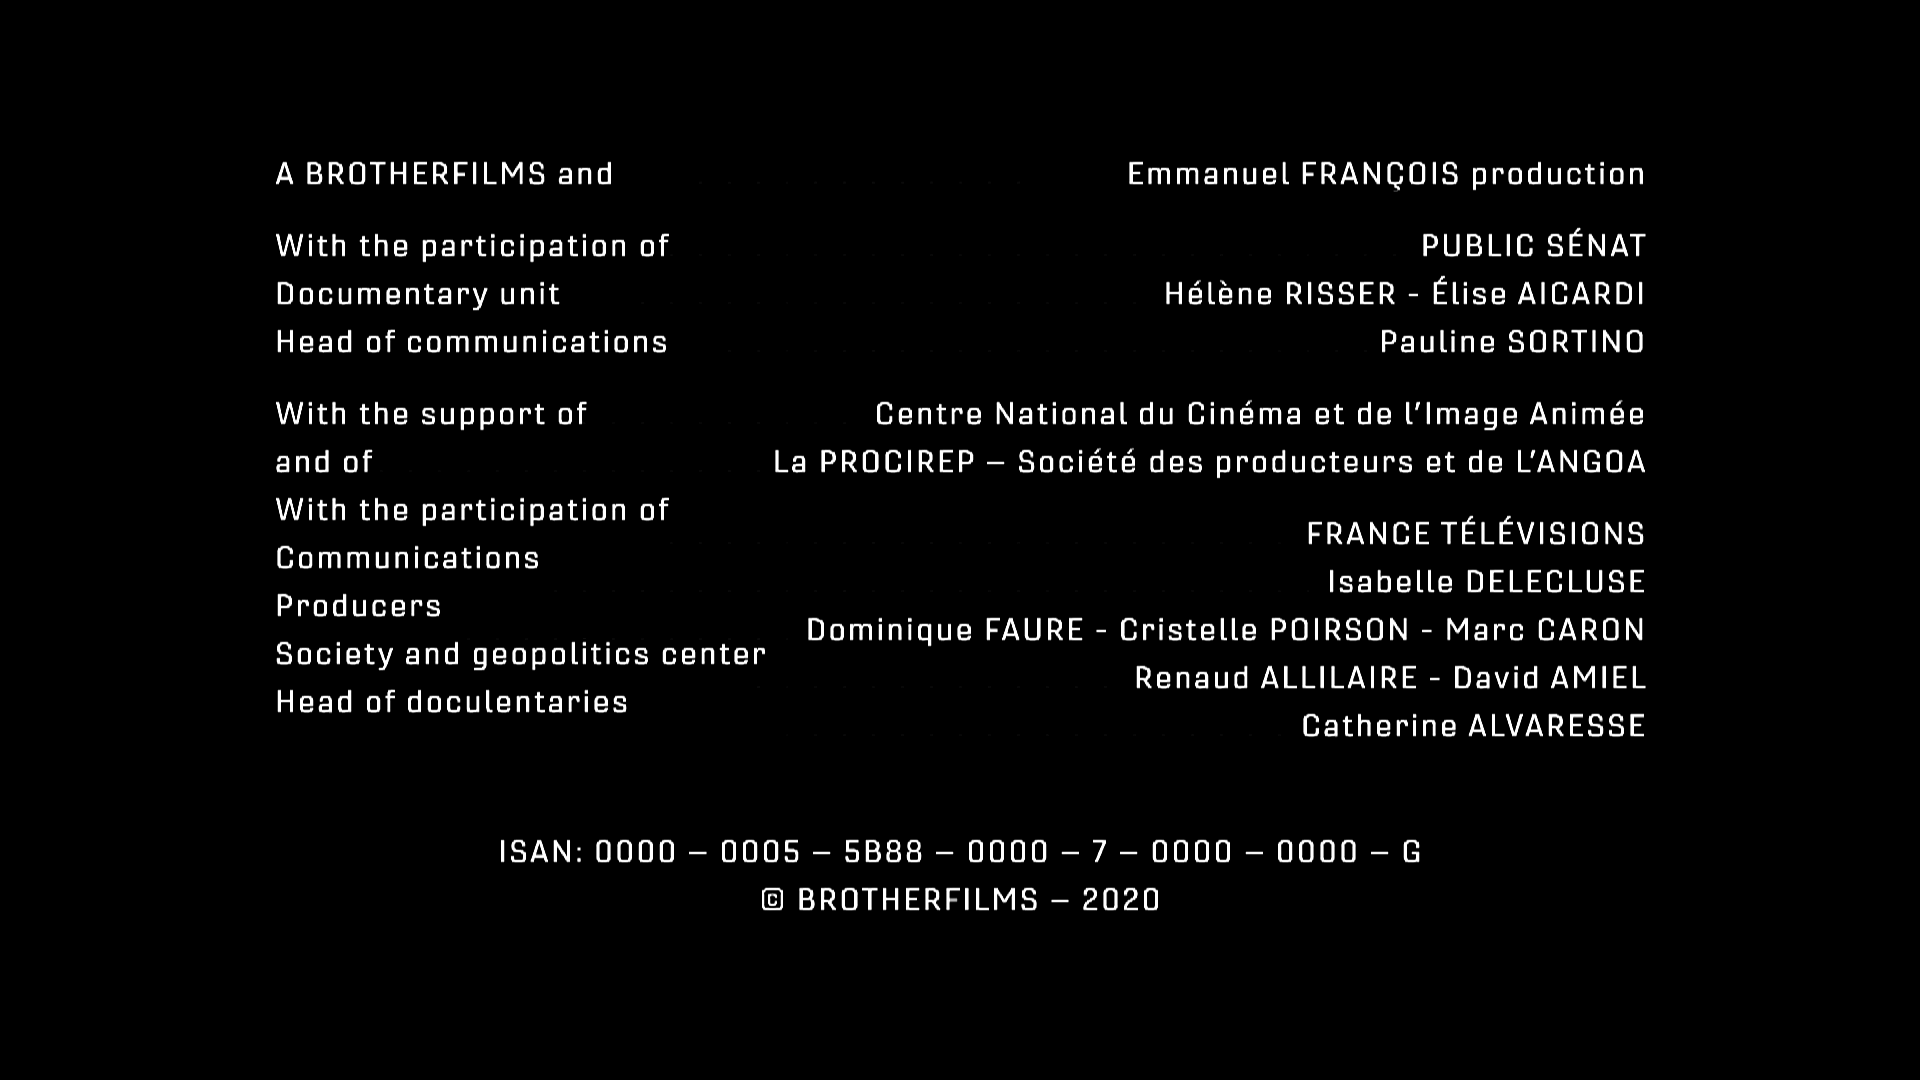 A BROTHERFILMS and Emmanuel FRANÇOIS production
With the participation of PUBLIC SÉNAT
Documentary unit Hélène RISSER - Élise AICARDI
Head of communications Pauline SORTINO
With the support of Centre National du Cinéma et de l'Image Animée
and of La PROCIREP – Société des producteurs et de L'ANGOA
With the participation of FRANCE TÉLÉVISIONS
Communications Isabelle DELECLUSE
Producers Dominique FAURE - Cristelle POIRSON - Marc CARON
Society and geopolitics center Renaud ALLILAIRE - David AMIEL
Head of doculentaries Catherine ALVARESSE
ISAN: 0000 – 0005 – 5B88 – 0000 – 7 – 0000 – 0000 – G
© BROTHERFILMS – 2020